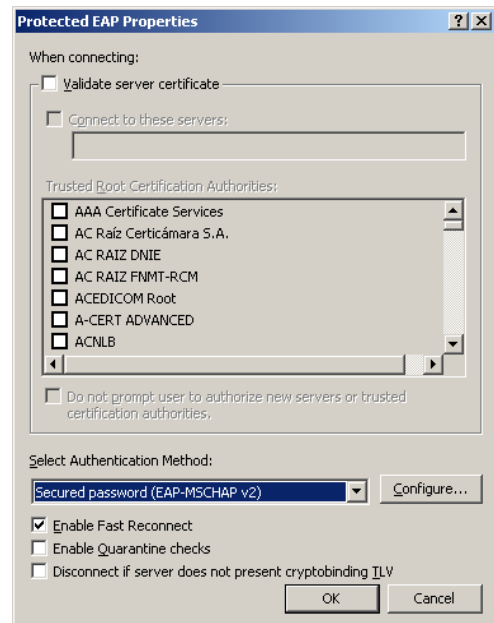 Protected EAP Properties
When connecting:
Validate server certificate
Connect to these servers:
Trusted Root Certification Authorities:
AAA Certificate Services
AC Raíz Certicámara S.A.
AC RAIZ DNIE
AC RAIZ FNMT-RCM
ACEDICOM Root
A-CERT ADVANCED
ACNLB
Do not prompt user to authorize new servers or trusted
certification authorities.
Select Authentication Method:
Secured password (EAP-MSCHAP v2) Configure...
Enable Fast Reconnect
Enable Quarantine checks
Disconnect if server does not present cryptobinding TLV
OK Cancel